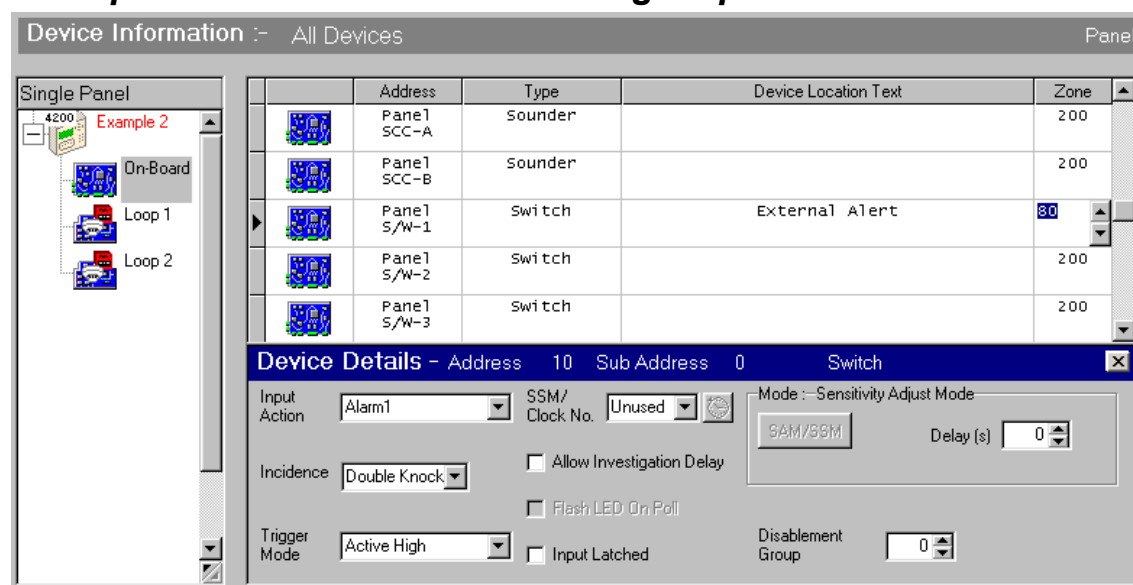 Device Information :- All Devices
Single Panel
4200
Example 2
On-Board
Loop 1
Loop 2
Address Type Device Location Text Zone
Panel SCC-A Sounder 200
Panel SCC-B Sounder 200
Panel S/W-1 Switch External Alert 80
Panel S/W-2 Switch 200
Panel S/W-3 Switch 200
Device Details - Address 10 Sub Address 0 Switch
Input Action Alarm1 SSM/ Clock No. Unused
Mode :- Sensitivity Adjust Mode
SAM/SSM Delay (s) 0
Allow Investigation Delay
Incidence Double Knock
Flash LED On Poll
Trigger Mode Active High
Input Latched
Disablement Group 0